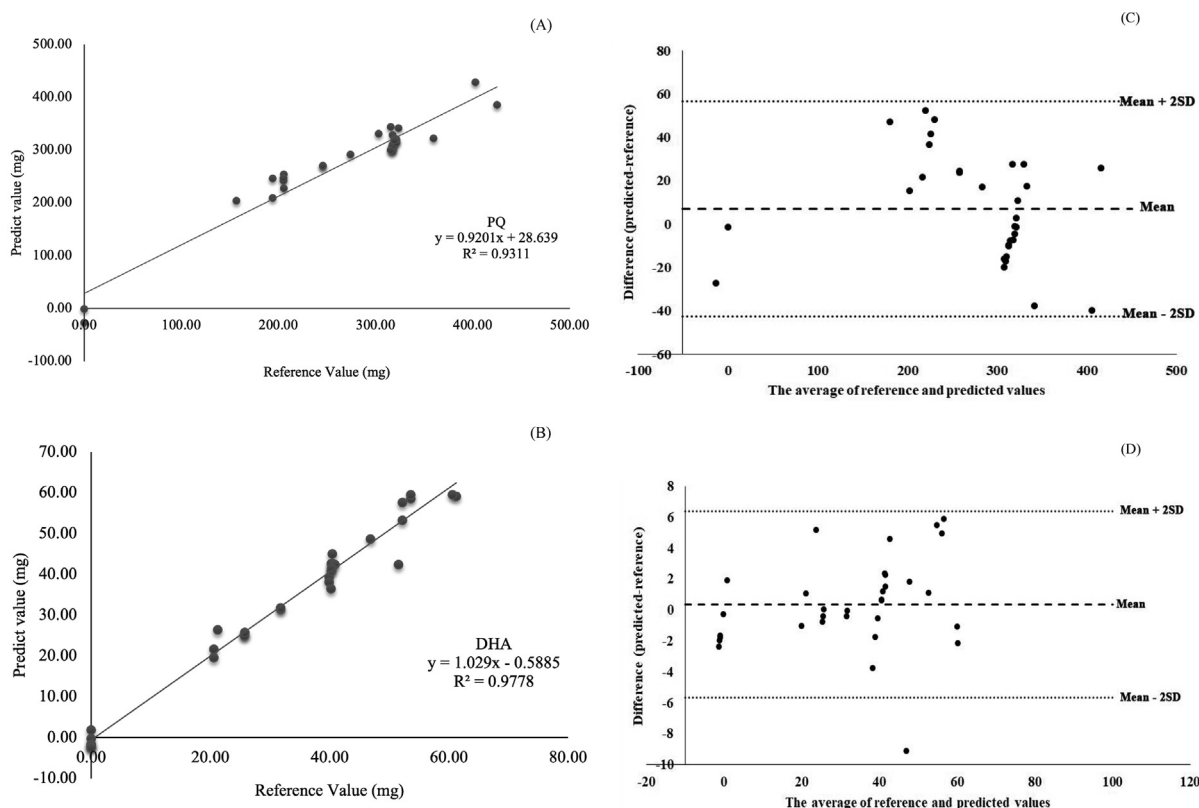 (A)
500.00
400.00
300.00
200.00
100.00
0.00
-100.00
Predict value (mg)
PQ
y = 0.9201x + 28.639
R² = 0.9311
0.00 100.00 200.00 300.00 400.00 500.00
Reference Value (mg)
(C)
80
60
40
20
0
-20
-40
-60
Difference (predicted-reference)
Mean + 2SD
Mean
Mean - 2SD
-100 0 100 200 300 400 500
The average of reference and predicted values
(B)
70.00
60.00
50.00
40.00
30.00
20.00
10.00
0.00
-10.00
Predict value (mg)
DHA
y = 1.029x - 0.5885
R² = 0.9778
0.00 20.00 40.00 60.00 80.00
Reference Value (mg)
(D)
8
6
4
2
0
-2
-4
-6
-8
-10
Difference (predicted-reference)
Mean + 2SD
Mean
Mean - 2SD
-20 0 20 40 60 80 100 120
The average of reference and predicted values